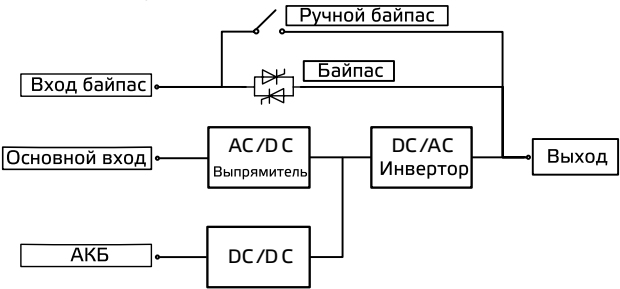 Ручной байпас
Байпас
Вход байпас
AC/DC
Выпрямитель
DC/AC
Инвертор
Основной вход
Выход
АКБ
DC/DC